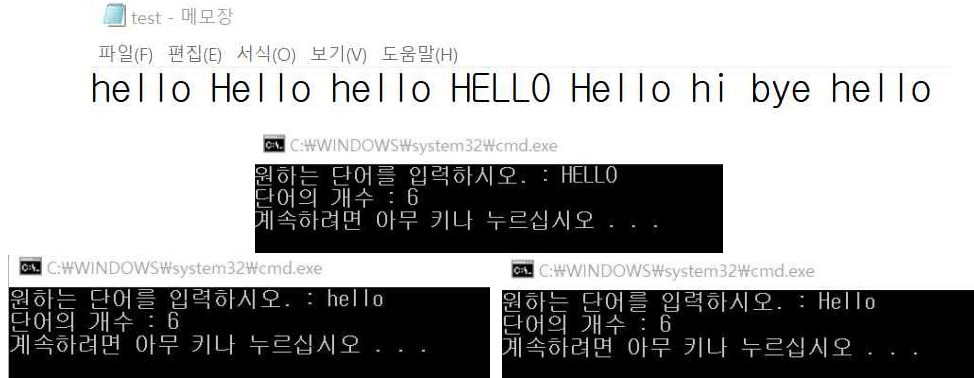 test - 메모장
파일(F) 편집(E) 서식(O) 보기(V) 도움말(H)
hello Hello hello HELLO Hello hi bye hello
C:\WINDOWS\system32\cmd.exe
원하는 단어를 입력하시오. : HELLO
단어의 개수 : 6
계속하려면 아무 키나 누르십시오 . . .
C:\WINDOWS\system32\cmd.exe
원하는 단어를 입력하시오. : hello
단어의 개수 : 6
계속하려면 아무 키나 누르십시오 . . .
C:\WINDOWS\system32\cmd.exe
원하는 단어를 입력하시오. : Hello
단어의 개수 : 6
계속하려면 아무 키나 누르십시오 . . .